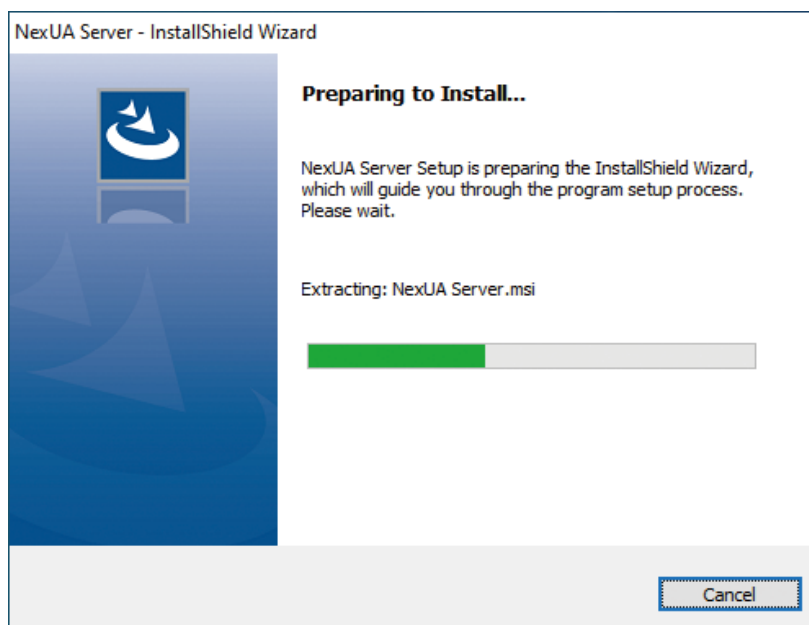 NexUA Server - InstallShield Wizard
Preparing to Install...
NexUA Server Setup is preparing the InstallShield Wizard,
which will guide you through the program setup process.
Please wait.
Extracting: NexUA Server.msi
Cancel